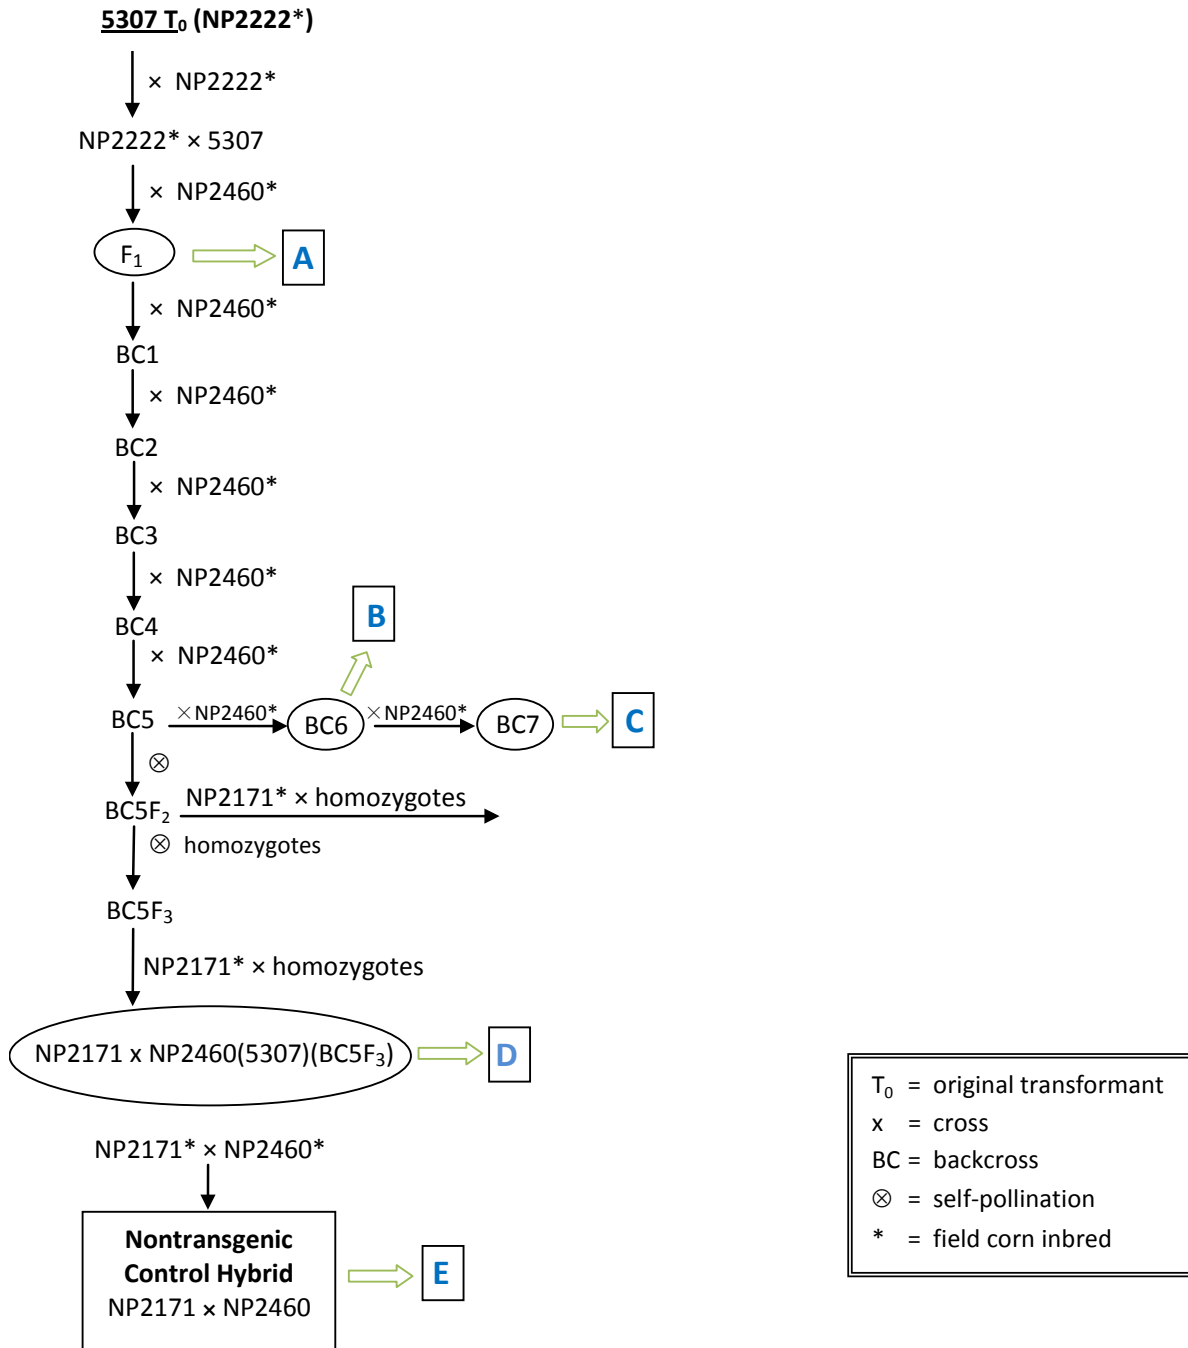 5307 T₀ (NP2222*)
× NP2222*
NP2222* × 5307
× NP2460*
F₁
A
× NP2460*
BC1
× NP2460*
BC2
× NP2460*
BC3
× NP2460*
BC4
B
× NP2460*
BC5
×NP2460*
BC6
×NP2460*
BC7
C
⊗
BC5F₂
NP2171* × homozygotes
⊗ homozygotes
BC5F₃
NP2171* × homozygotes
NP2171 x NP2460(5307)(BC5F₃)
D
NP2171* × NP2460*
Nontransgenic
Control Hybrid
NP2171 × NP2460
E
T₀ = original transformant
x = cross
BC = backcross
⊗ = self-pollination
* = field corn inbred